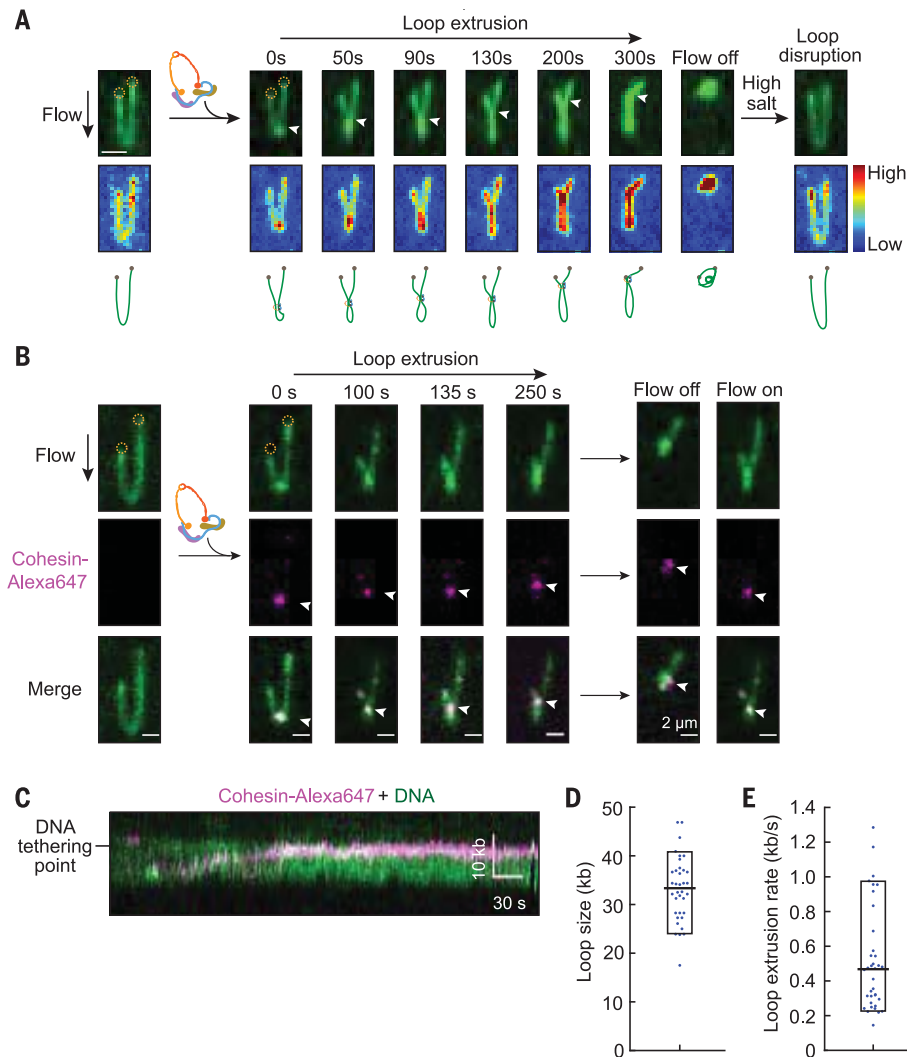 A
Loop extrusion
Loop
disruption
0s 50s 90s 130s 200s 300s Flow off
Flow
High
salt
High
Low
B
Loop extrusion
0 s 100 s 135 s 250 s Flow off Flow on
Flow
Cohesin-
Alexa647
Merge
2 µm
C
Cohesin-Alexa647 + DNA
DNA
tethering
point
10 kb
30 s
D
Loop size (kb)
50
40
30
20
10
0
E
Loop extrusion rate (kb/s)
1.4
1.2
1.0
0.8
0.6
0.4
0.2
0